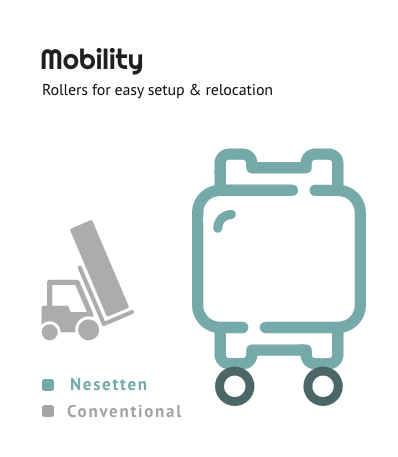 Mobility
Rollers for easy setup & relocation
Nesetten
Conventional